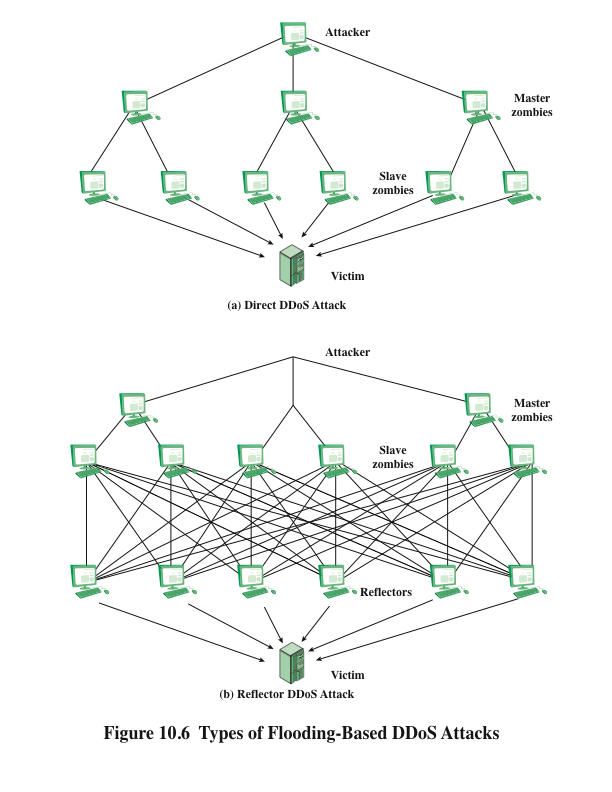 Attacker
Master
zombies
Slave
zombies
Victim
(a) Direct DDoS Attack
Attacker
Master
zombies
Slave
zombies
Reflectors
Victim
(b) Reflector DDoS Attack
Figure 10.6 Types of Flooding-Based DDoS Attacks